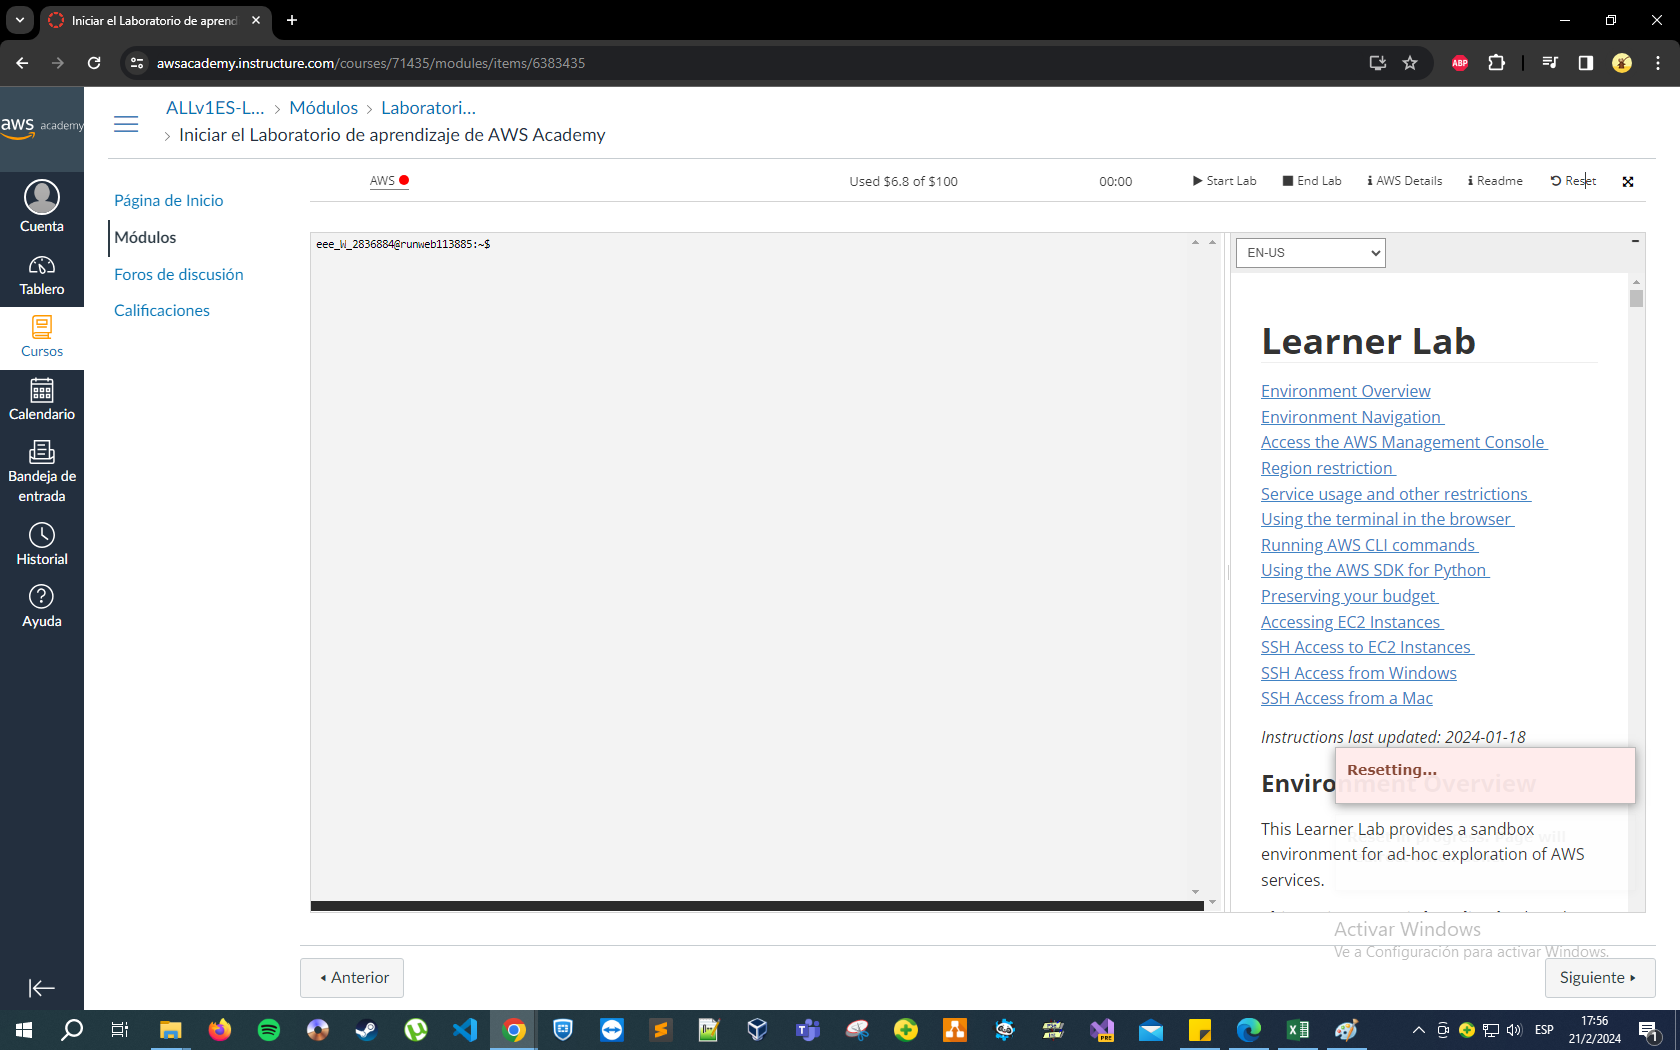 Iniciar el Laboratorio de aprend
awsacademy.instructure.com/courses/71435/modules/items/6383435
ABP
aws academy
Cuenta
Tablero
Cursos
Calendario
Bandeja de
entrada
Historial
Ayuda
ALLv1ES-L... > Módulos > Laboratori...
> Iniciar el Laboratorio de aprendizaje de AWS Academy
Página de Inicio
Módulos
Foros de discusión
Calificaciones
AWS
Used $6.8 of $100
00:00
Start Lab
End Lab
AWS Details
Readme
Reset
eee_W_2836884@runweb113885:~$
EN-US
Learner Lab
Environment Overview
Environment Navigation
Access the AWS Management Console
Region restriction
Service usage and other restrictions
Using the terminal in the browser
Running AWS CLI commands
Using the AWS SDK for Python
Preserving your budget
Accessing EC2 Instances
SSH Access to EC2 Instances
SSH Access from Windows
SSH Access from a Mac
Instructions last updated: 2024-01-18
Resetting...
Environment Overview
This Learner Lab provides a sandbox
environment for ad-hoc exploration of AWS
services.
Activar Windows
Ve a Configuración para activar Windows.
Anterior
Siguiente
PRE
ESP
17:56
21/2/2024
1